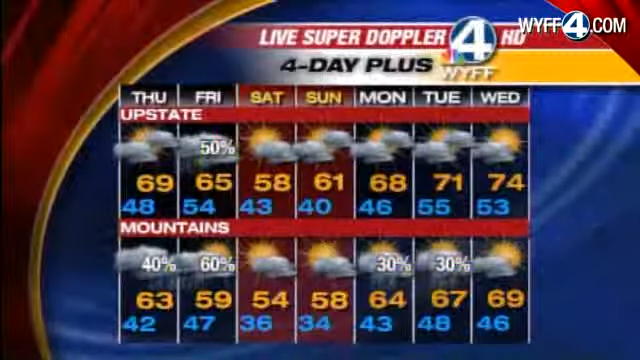 WYFF4.COM
LIVE SUPER DOPPLER 4 HD
4-DAY PLUS WYFF
THU FRI SAT SUN MON TUE WED
UPSTATE
50%
69 65 58 61 68 71 74
48 54 43 40 46 55 53
MOUNTAINS
40% 60% 30% 30%
63 59 54 58 64 67 69
42 47 36 34 43 48 46